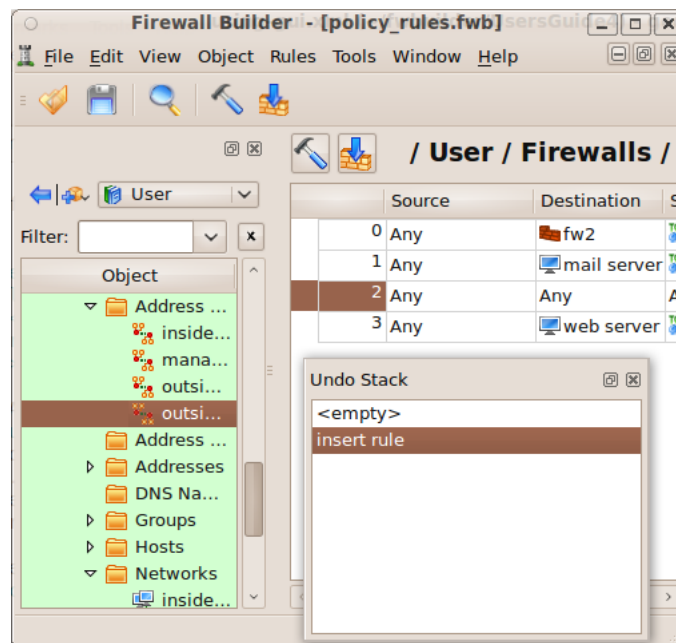 Firewall Builder - [policy_rules.fwb]
File Edit View Object Rules Tools Window Help
/ User / Firewalls /
User
Filter:
Object
Address ...
inside...
mana...
outsi...
outsi...
Address ...
Addresses
DNS Na...
Groups
Hosts
Networks
inside...
Source Destination S
0 Any fw2
1 Any mail server
2 Any Any A
3 Any web server
Undo Stack
<empty>
insert rule